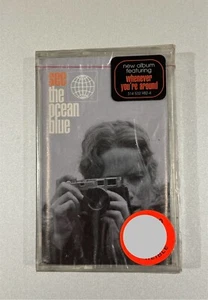 see
the
ocean
blue
new album
featuring
whenever
you're around